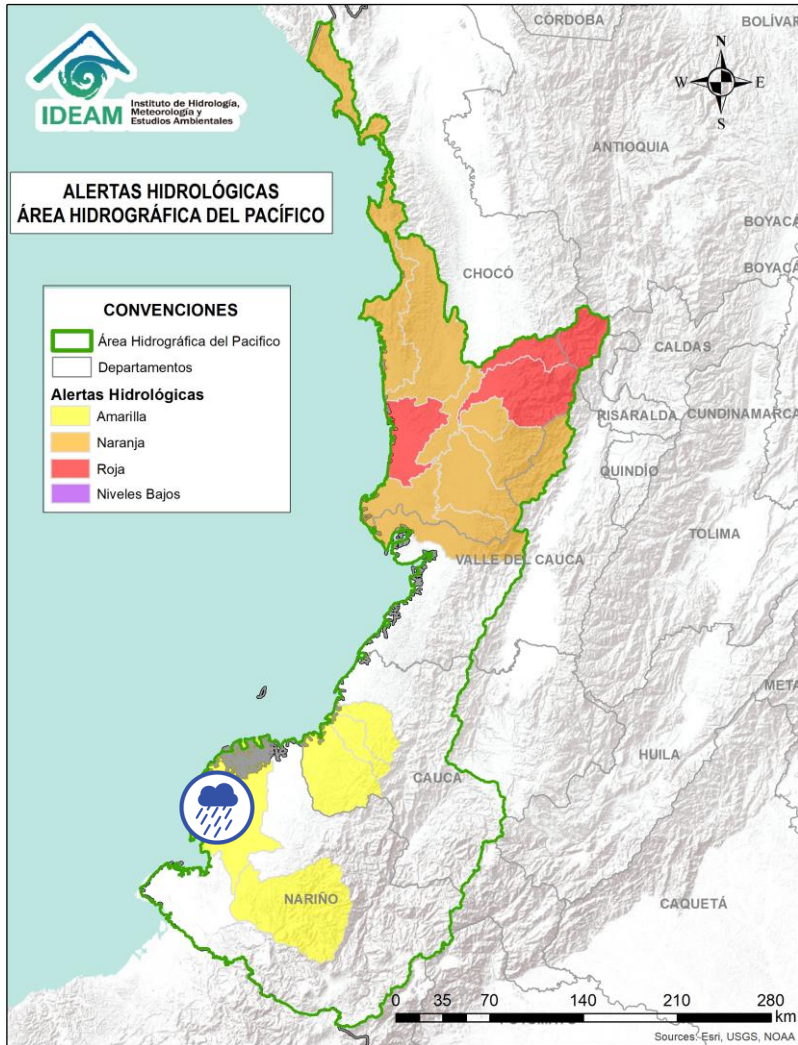 CÓRDOBA
BOLÍVAR
N
W E
S
IDEAM
Instituto de Hidrología,
Meteorología y
Estudios Ambientales
ANTIOQUIA
ALERTAS HIDROLÓGICAS
ÁREA HIDROGRÁFICA DEL PACÍFICO
BOYACÁ
BOYACÁ
CHOCÓ
CONVENCIONES
Área Hidrográfica del Pacifico
Departamentos
Alertas Hidrológicas
Amarilla
Naranja
Roja
Niveles Bajos
CALDAS
RISARALDA
CUNDINAMARCA
QUINDÍO
TOLIMA
VALLE DEL CAUCA
META
HUILA
CAUCA
NARIÑO
CAQUETÁ
0 35 70 140 210 280
km
Sources: Esri, USGS, NOAA